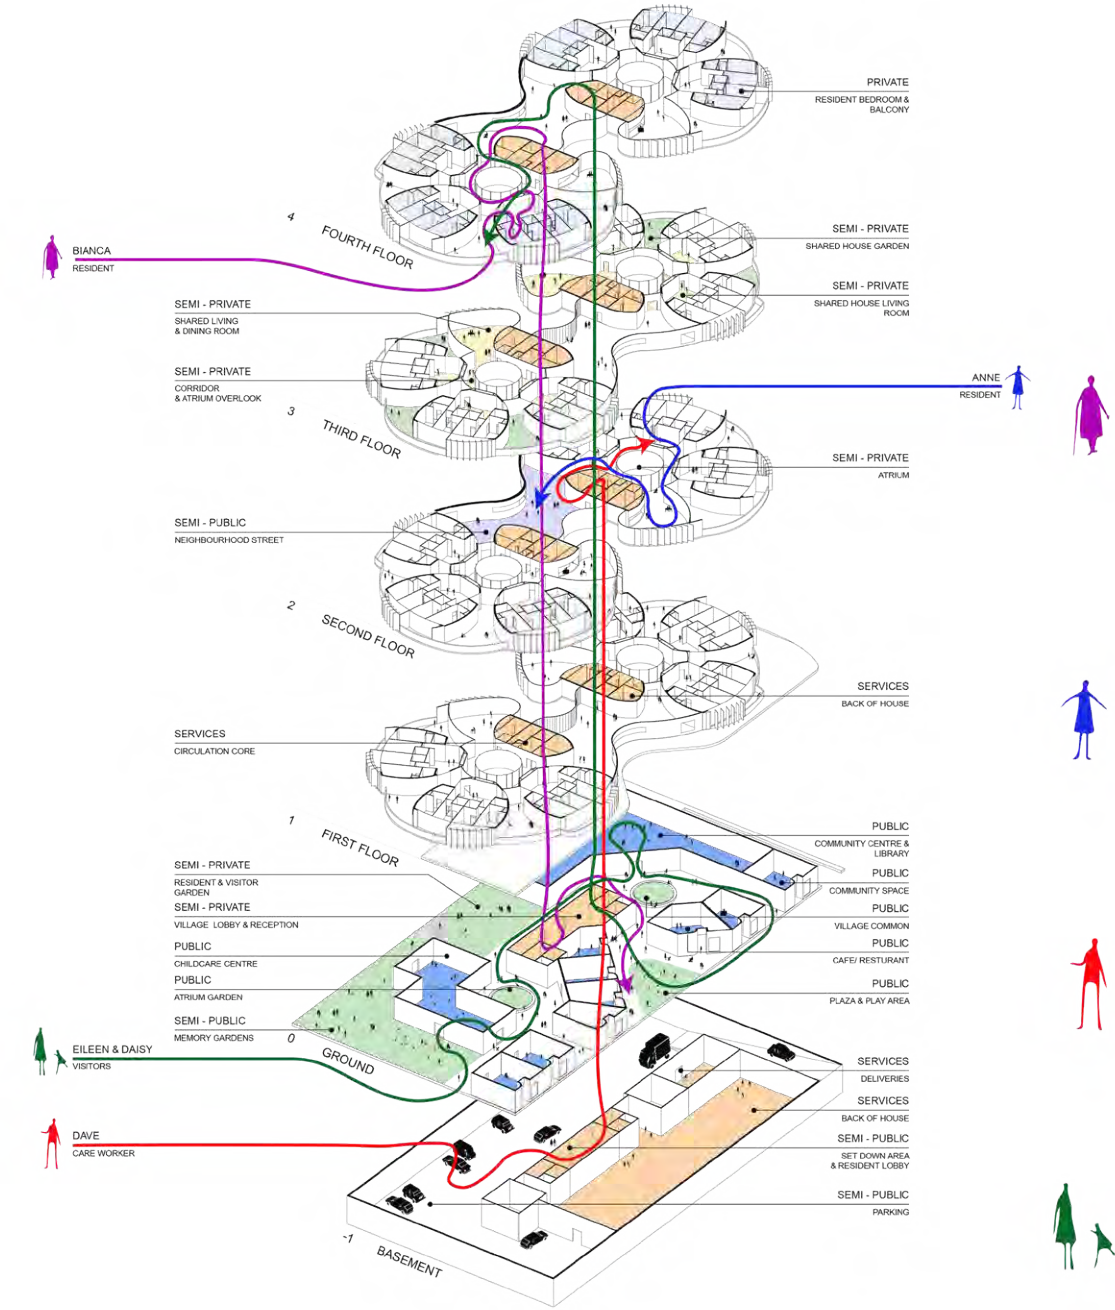 PRIVATE
RESIDENT BEDROOM &
BALCONY
4
FOURTH FLOOR
SEMI - PRIVATE
SHARED HOUSE GARDEN
BIANCA
RESIDENT
SEMI - PRIVATE
SHARED HOUSE LIVING
ROOM
SEMI - PRIVATE
SHARED LIVING
& DINING ROOM
SEMI - PRIVATE
CORRIDOR
& ATRIUM OVERLOOK
ANNE
RESIDENT
3
THIRD FLOOR
SEMI - PRIVATE
ATRIUM
SEMI - PUBLIC
NEIGHBOURHOOD STREET
2
SECOND FLOOR
SERVICES
BACK OF HOUSE
SERVICES
CIRCULATION CORE
1
FIRST FLOOR
PUBLIC
COMMUNITY CENTRE &
LIBRARY
SEMI - PRIVATE
RESIDENT & VISITOR
GARDEN
PUBLIC
COMMUNITY SPACE
SEMI - PRIVATE
VILLAGE LOBBY & RECEPTION
PUBLIC
VILLAGE COMMON
PUBLIC
CHILDCARE CENTRE
PUBLIC
CAFE/ RESTURANT
PUBLIC
ATRIUM GARDEN
PUBLIC
PLAZA & PLAY AREA
SEMI - PUBLIC
MEMORY GARDENS
0
GROUND
EILEEN & DAISY
VISITORS
SERVICES
DELIVERIES
SERVICES
BACK OF HOUSE
DAVE
CARE WORKER
SEMI - PUBLIC
SET DOWN AREA
& RESIDENT LOBBY
SEMI - PUBLIC
PARKING
-1
BASEMENT